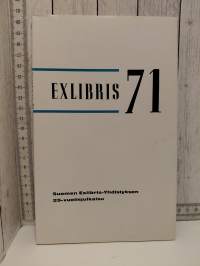 EXLIBRIS 71
Suomen Exlibris-Yhdistyksen
25-vuotisjulkaisu